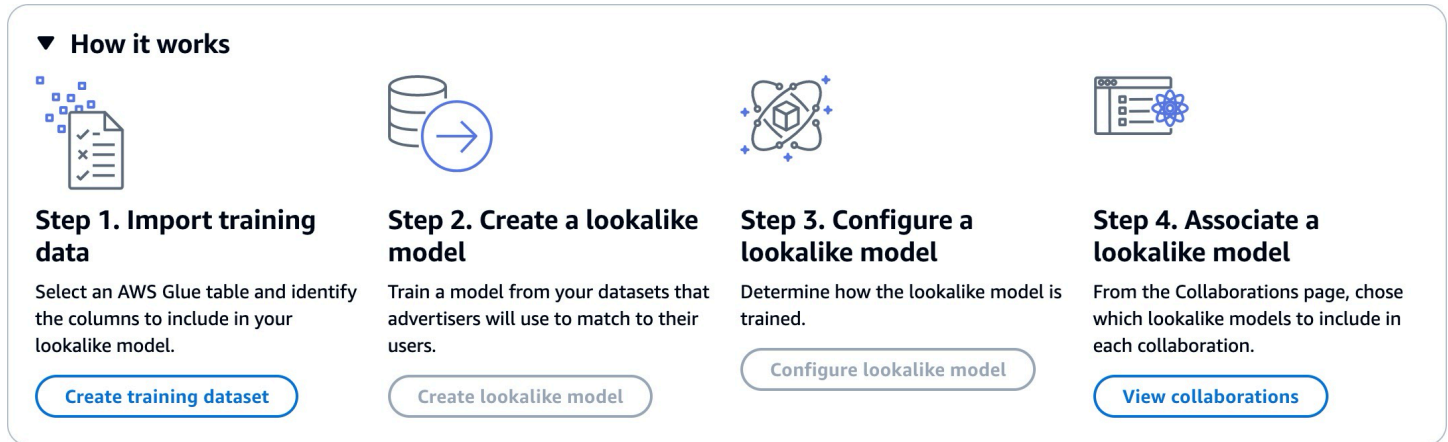 How it works
Step 1. Import training
data
Select an AWS Glue table and identify
the columns to include in your
lookalike model.
Create training dataset
Step 2. Create a lookalike
model
Train a model from your datasets that
advertisers will use to match to their
users.
Create lookalike model
Step 3. Configure a
lookalike model
Determine how the lookalike model is
trained.
Configure lookalike model
Step 4. Associate a
lookalike model
From the Collaborations page, chose
which lookalike models to include in
each collaboration.
View collaborations